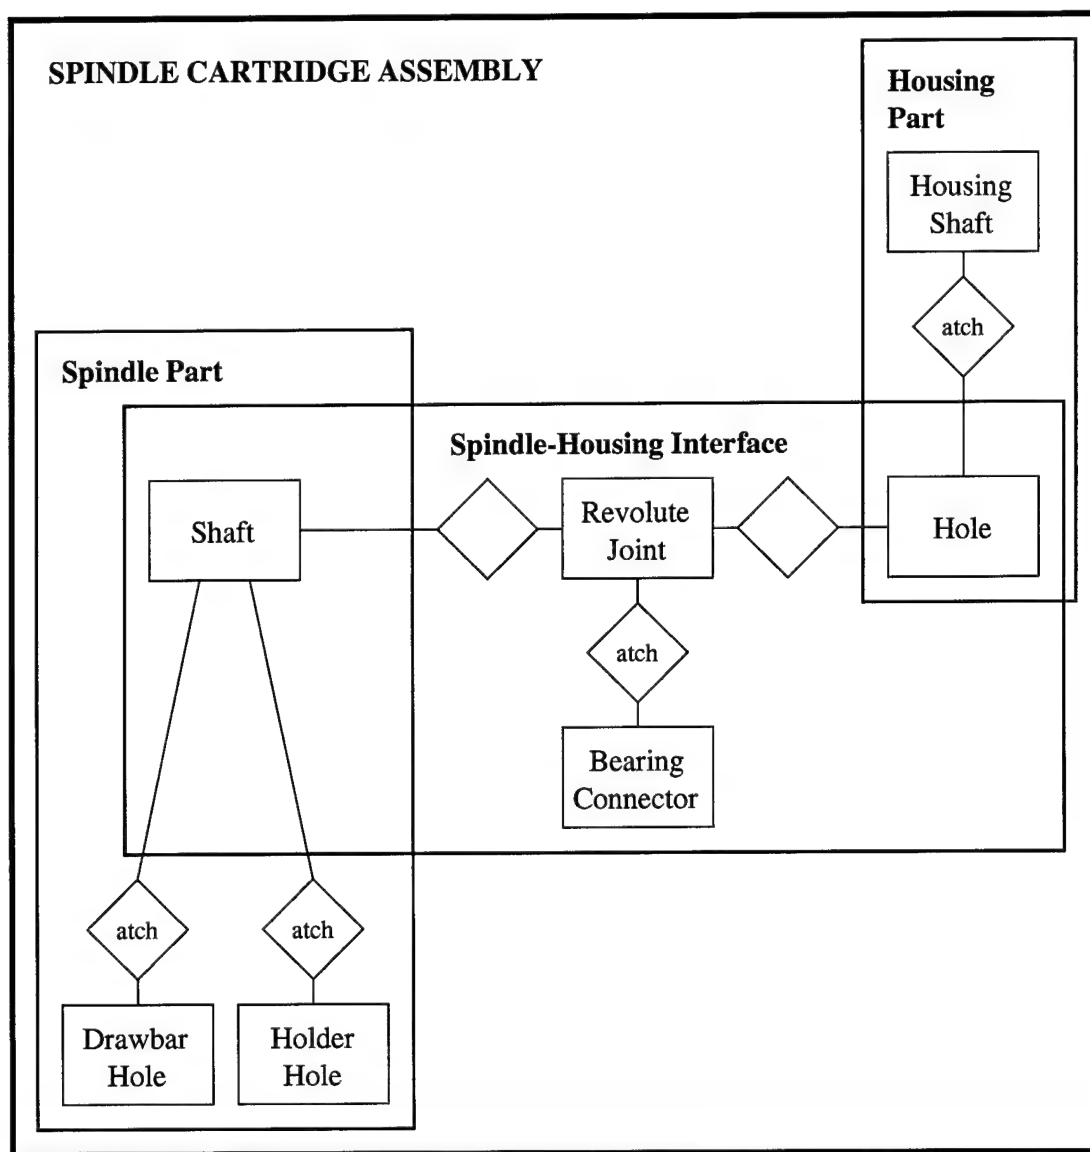 SPINDLE CARTRIDGE ASSEMBLY
Housing
Part
Housing
Shaft
atch
Spindle Part
Spindle-Housing Interface
Shaft
Revolute
Joint
Hole
atch
Bearing
Connector
atch
atch
Drawbar
Hole
Holder
Hole